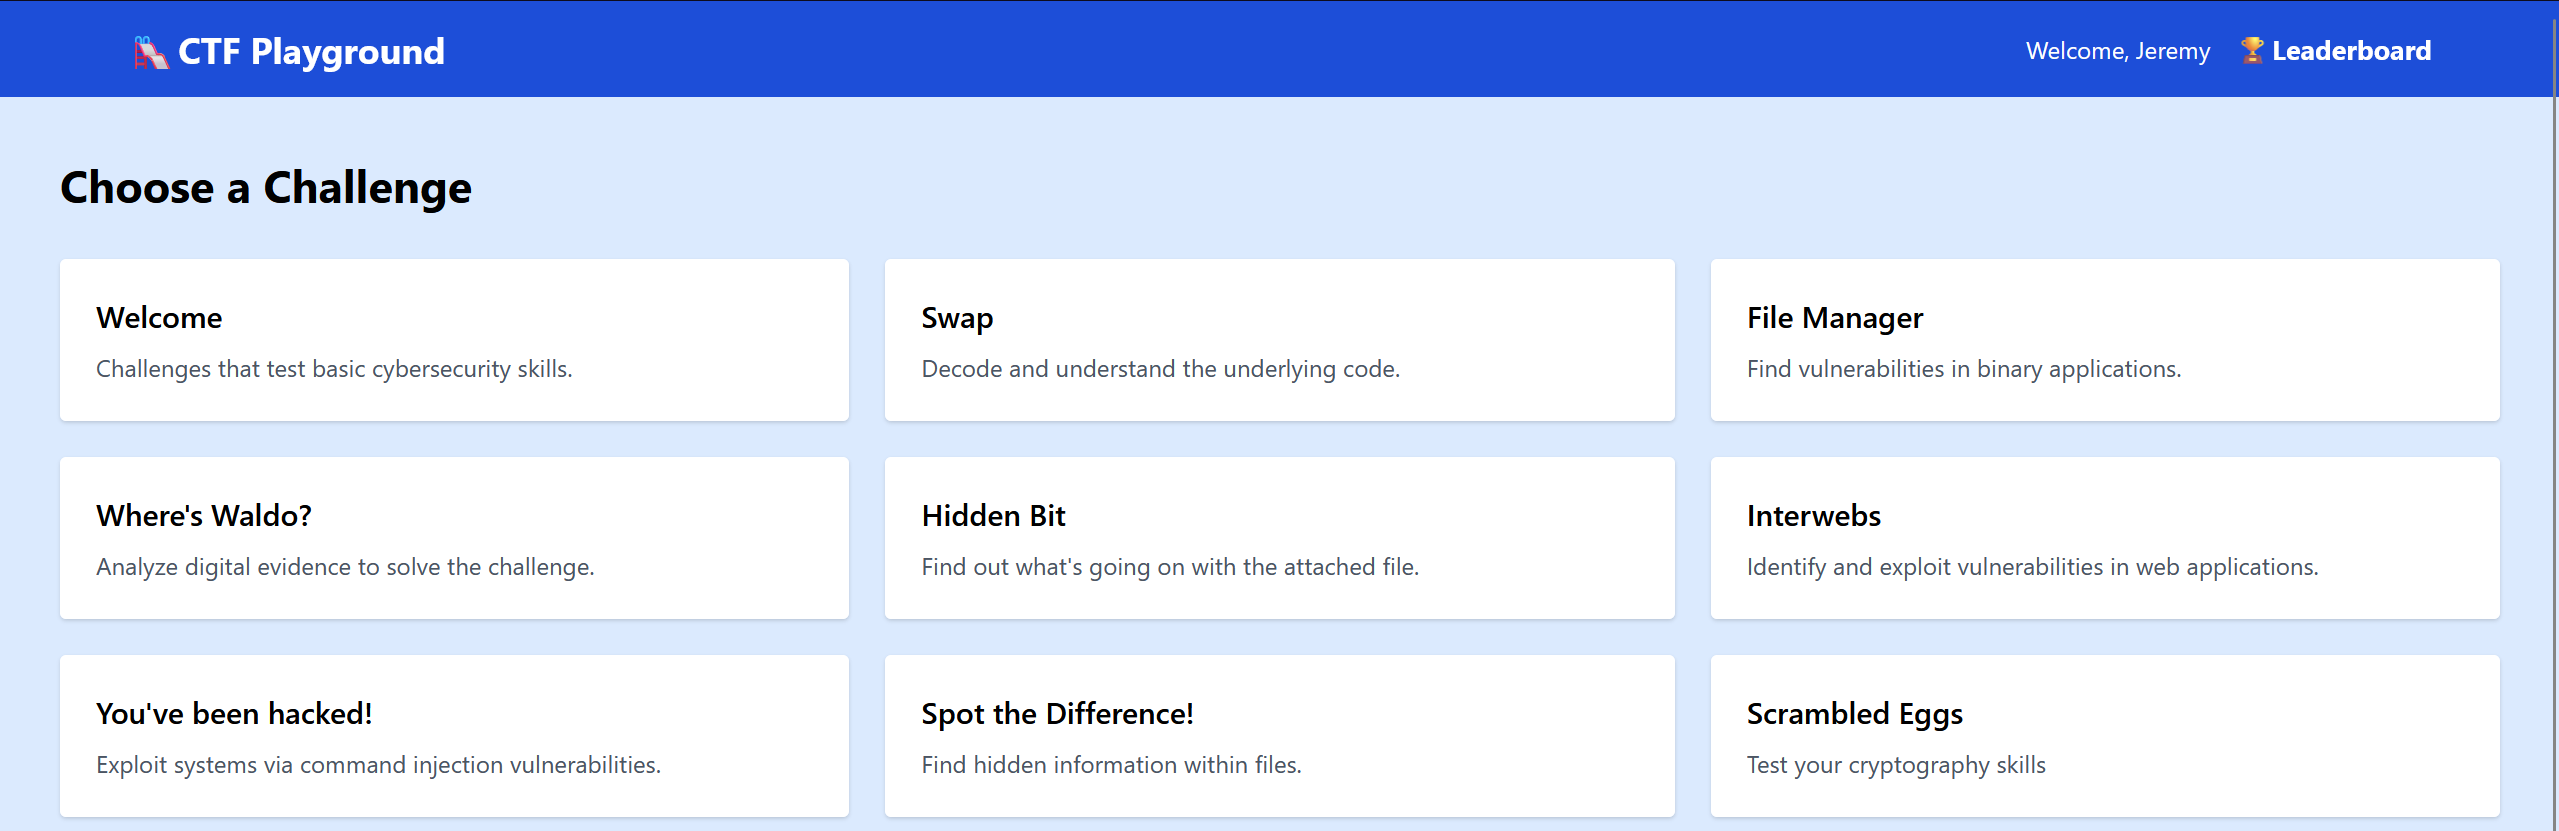 CTF Playground
Welcome, Jeremy
Leaderboard
Choose a Challenge
Welcome
Challenges that test basic cybersecurity skills.
Swap
Decode and understand the underlying code.
File Manager
Find vulnerabilities in binary applications.
Where's Waldo?
Analyze digital evidence to solve the challenge.
Hidden Bit
Find out what's going on with the attached file.
Interwebs
Identify and exploit vulnerabilities in web applications.
You've been hacked!
Exploit systems via command injection vulnerabilities.
Spot the Difference!
Find hidden information within files.
Scrambled Eggs
Test your cryptography skills